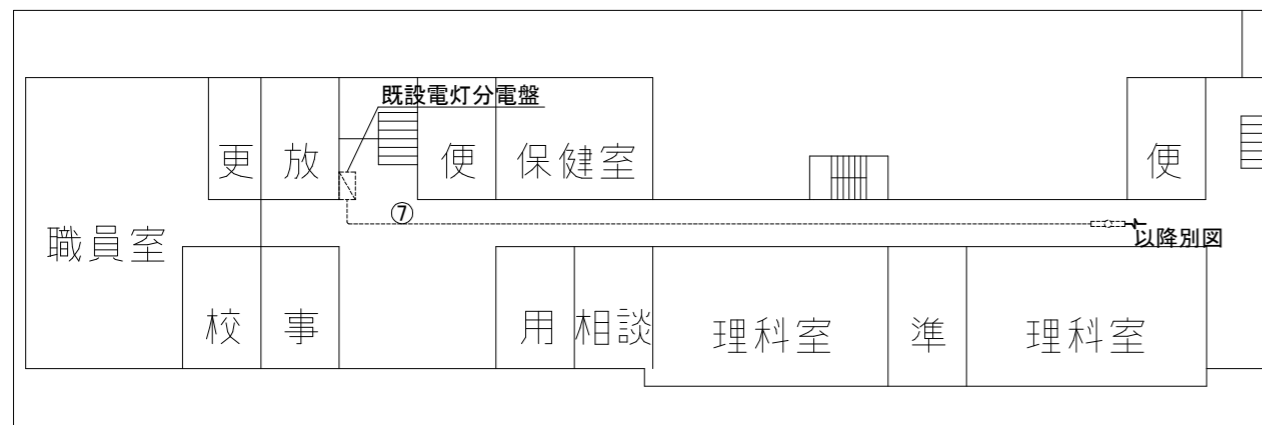 既設電灯分電盤
更
放
便
保健室
便
職員室
⑦
以降別図
校
事
用
相談
理科室
準
理科室